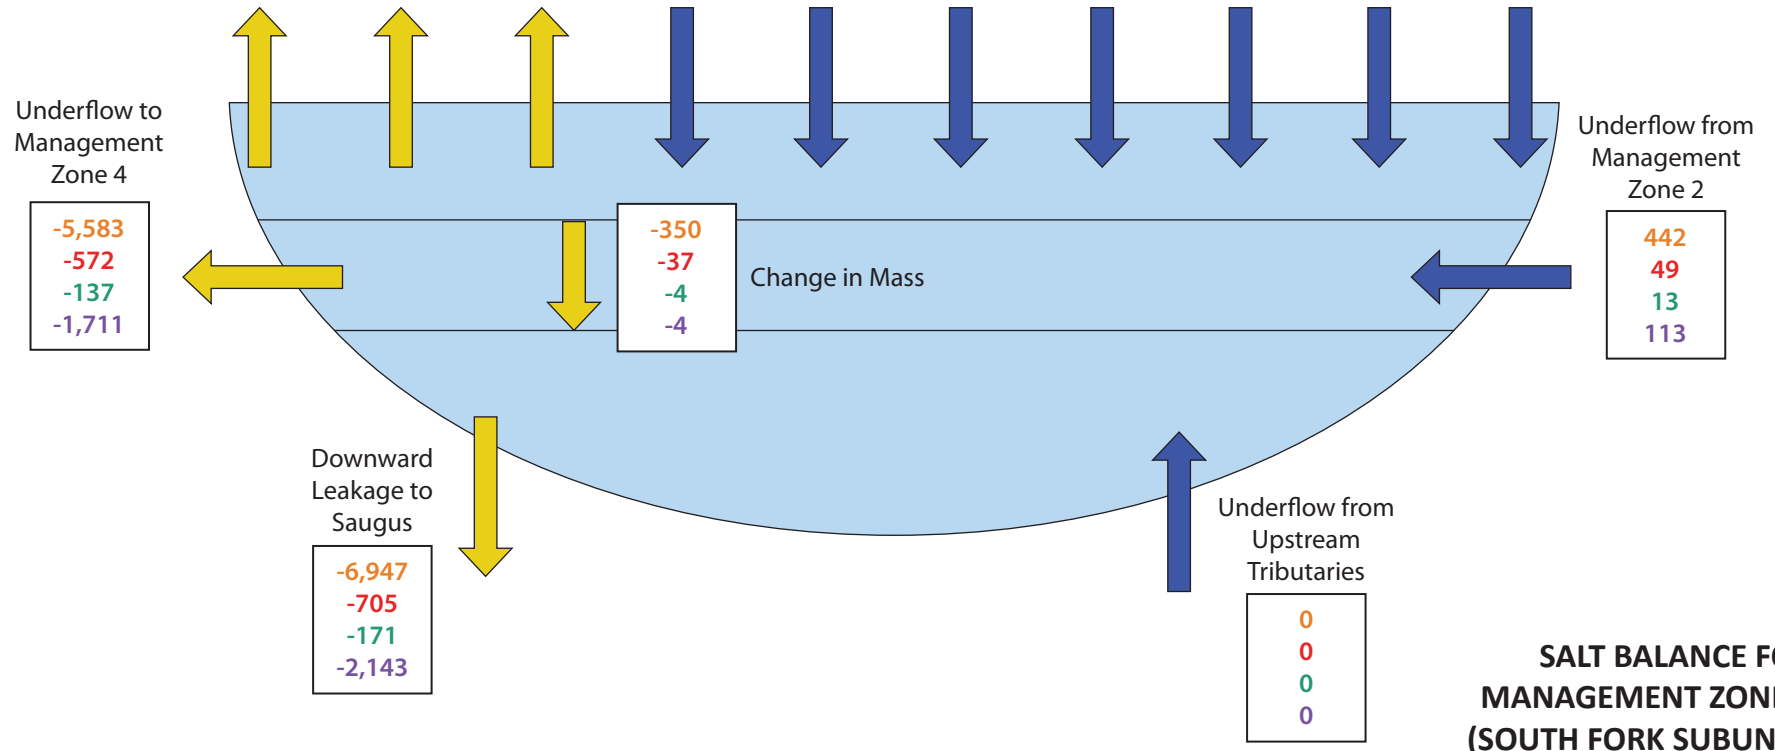 Underflow to
Management
Zone 4
-5,583
-572
-137
-1,711
-350
-37
-4
-4
Change in Mass
Underflow from
Management
Zone 2
442
49
13
113
Downward
Leakage to
Saugus
-6,947
-705
-171
-2,143
Underflow from
Upstream
Tributaries
0
0
0
0
SALT BALANCE
MANAGEMENT
(SOUTH FORK